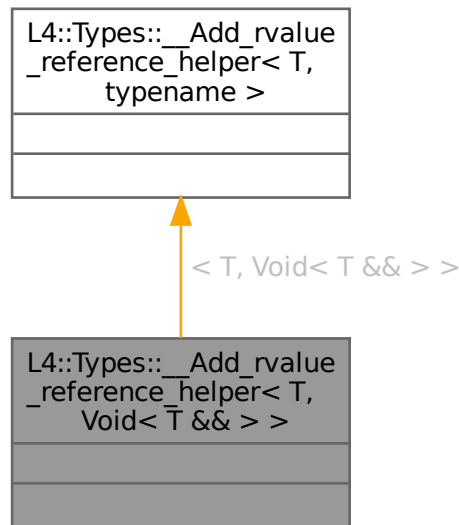 L4::Types::__Add_rvalue
_reference_helper< T,
typename >
< T, Void< T && > >
L4::Types::__Add_rvalue
_reference_helper< T,
Void< T && > >